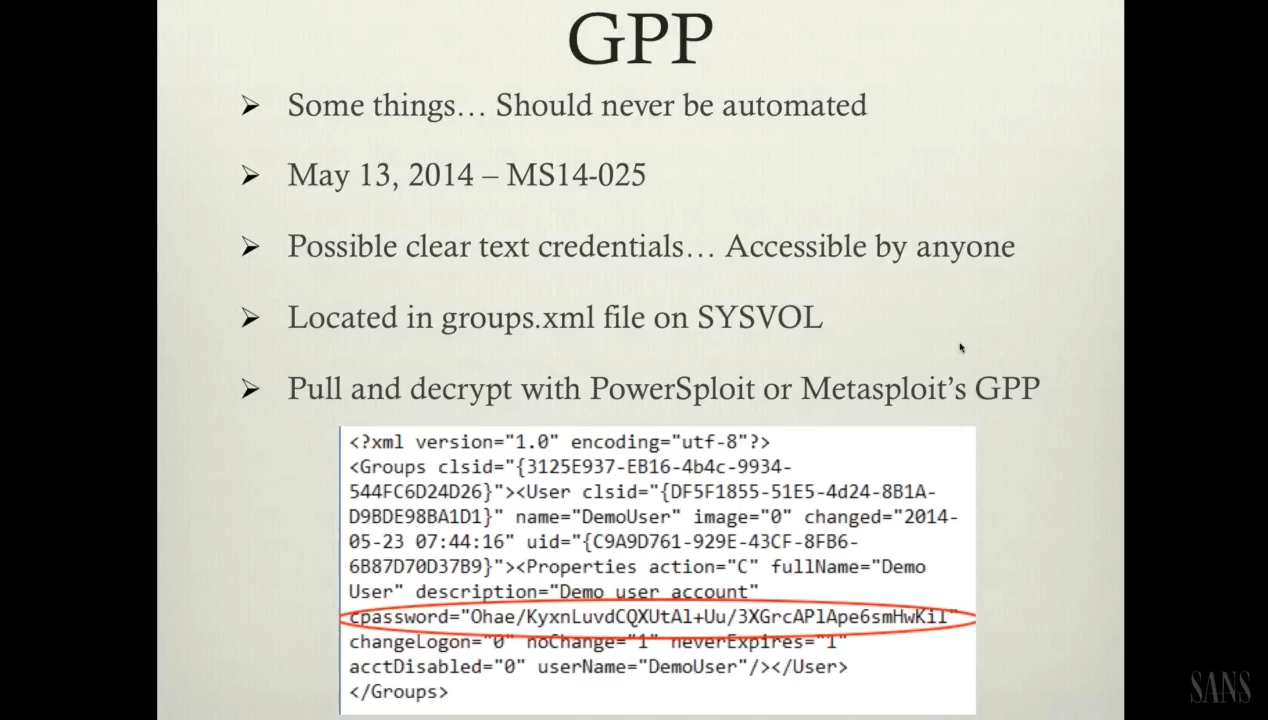 GPP
Some things… Should never be automated
May 13, 2014 – MS14-025
Possible clear text credentials… Accessible by anyone
Located in groups.xml file on SYSVOL
Pull and decrypt with PowerSploit or Metasploit’s GPP
<?xml version="1.0" encoding="utf-8"?>
<Groups clsid="{3125E937-EB16-4b4c-9934-
544FC6D24D26}"><User clsid="{DF5F1855-51E5-4d24-8B1A-
D9BDE98BA1D1}" name="DemoUser" image="0" changed="2014-
05-23 07:44:16" uid="{C9A9D761-929E-43CF-8FB6-
6B87D70D37B9}"><Properties action="C" fullName="Demo
User" description="Demo user account"
cpassword="Ohae/KyxnLuvdCQXUtAl+Uu/3XGrcAPlApe6smHwKiI"
changeLogon="0" noChange="1" neverExpires="1"
acctDisabled="0" userName="DemoUser"/></User>
</Groups>
SANS